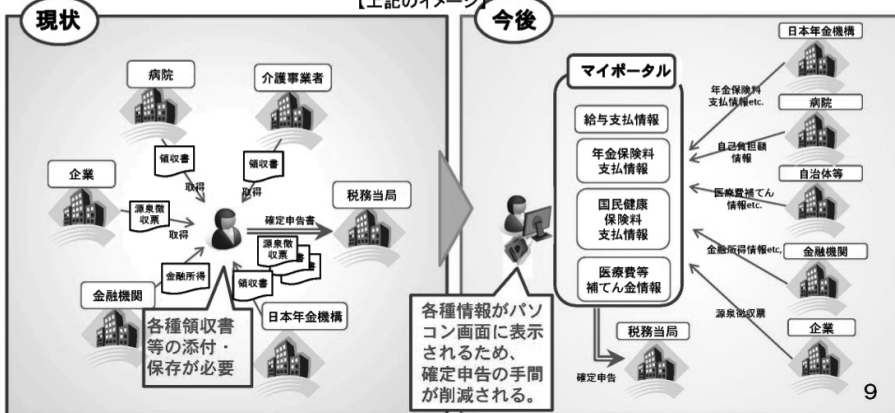 【上記のイメージ】
現状
病院
介護事業者
領収書
取得
領収書
取得
企業
源泉徴
収票
取得
税務当局
確定申告書
源泉徴
収票
金融所得
金融機関
領収書
日本年金機構
各種領収書
等の添付・
保存が必要
今後
マイポータル
給与支払情報
年金保険料
支払情報
国民健康
保険料
支払情報
医療費等
補てん金情報
日本年金機構
年金保険料
支払情報etc.
病院
自己負担額
情報
自治体等
医療費補てん
情報etc.
金融所得情報etc,
金融機関
源泉徴収票
企業
各種情報がパソ
コン画面に表示
されるため、
確定申告の手間
が削減される。
税務当局
確定申告
9